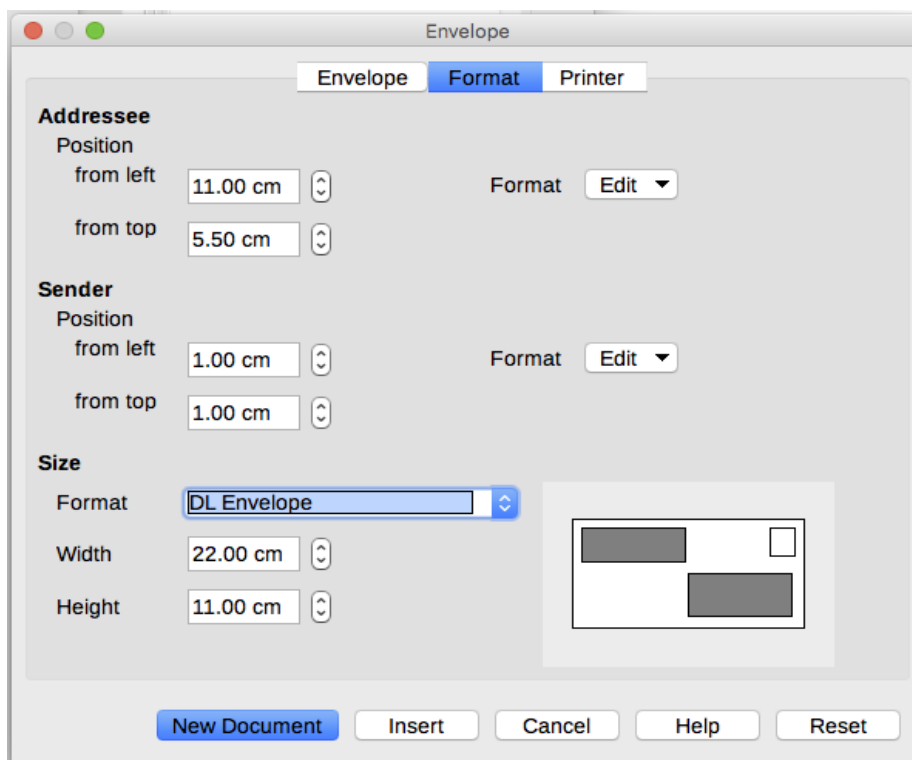 Envelope
Envelope Format Printer
Addressee
Position
from left 11.00 cm Format Edit
from top 5.50 cm
Sender
Position
from left 1.00 cm Format Edit
from top 1.00 cm
Size
Format DL Envelope
Width 22.00 cm
Height 11.00 cm
New Document Insert Cancel Help Reset